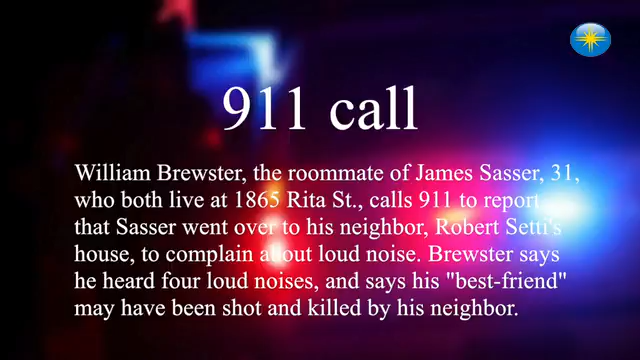 911 call
William Brewster, the roommate of James Sasser, 31,
who both live at 1865 Rita St., calls 911 to report
that Sasser went over to his neighbor, Robert Setti's
house, to complain about loud noise. Brewster says
he heard four loud noises, and says his "best-friend"
may have been shot and killed by his neighbor.